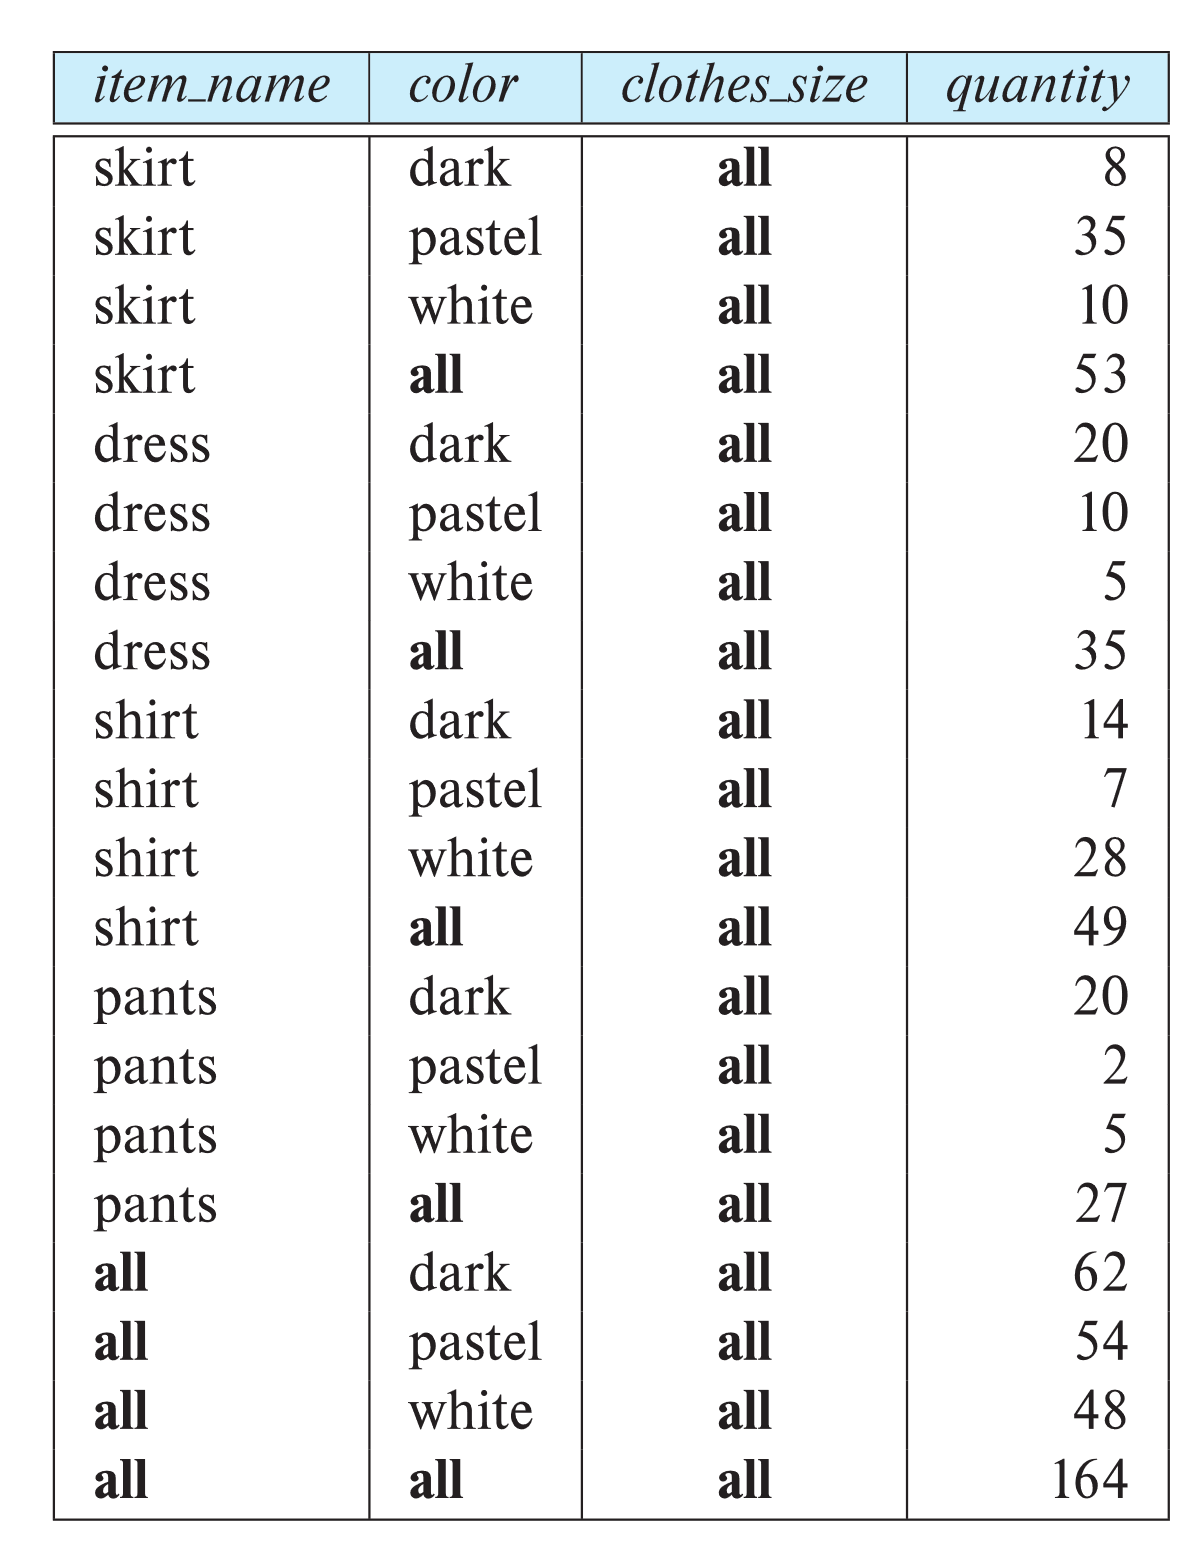 item_name color clothes_size quantity
skirt dark all 8
skirt pastel all 35
skirt white all 10
skirt all all 53
dress dark all 20
dress pastel all 10
dress white all 5
dress all all 35
shirt dark all 14
shirt pastel all 7
shirt white all 28
shirt all all 49
pants dark all 20
pants pastel all 2
pants white all 5
pants all all 27
all dark all 62
all pastel all 54
all white all 48
all all all 164